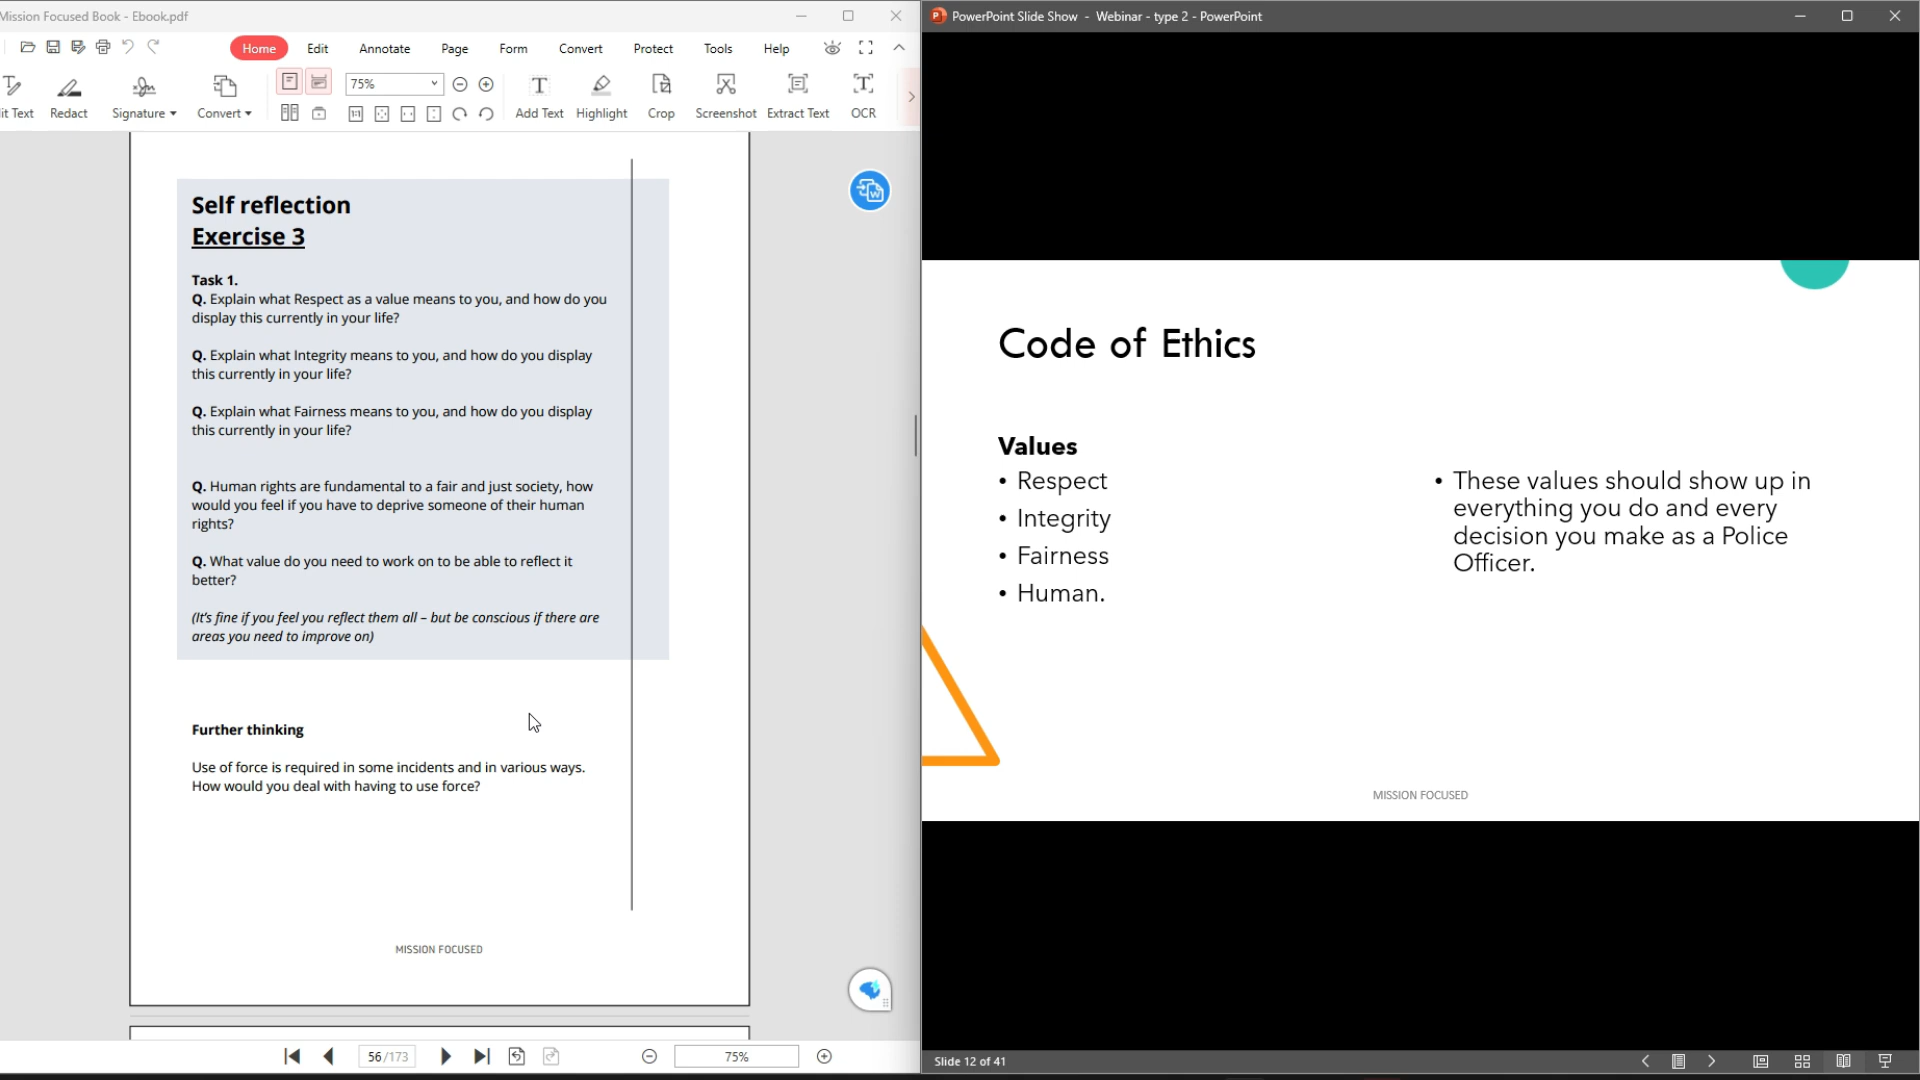 Mission Focused Book - Ebook.pdf
Home Edit Annotate Page Form Convert Protect Tools Help
75%
it Text Redact Signature Convert Add Text Highlight Crop Screenshot Extract Text OCR
Self reflection
Exercise 3
Task 1.
Q. Explain what Respect as a value means to you, and how do you
display this currently in your life?
Q. Explain what Integrity means to you, and how do you display
this currently in your life?
Q. Explain what Fairness means to you, and how do you display
this currently in your life?
Q. Human rights are fundamental to a fair and just society, how
would you feel if you have to deprive someone of their human
rights?
Q. What value do you need to work on to be able to reflect it
better?
(It's fine if you feel you reflect them all – but be conscious if there are
areas you need to improve on)
Further thinking
Use of force is required in some incidents and in various ways.
How would you deal with having to use force?
MISSION FOCUSED
56/173
75%
PowerPoint Slide Show - Webinar - type 2 - PowerPoint
Code of Ethics
Values
• Respect
• Integrity
• Fairness
• Human.
• These values should show up in
everything you do and every
decision you make as a Police
Officer.
MISSION FOCUSED
Slide 12 of 41